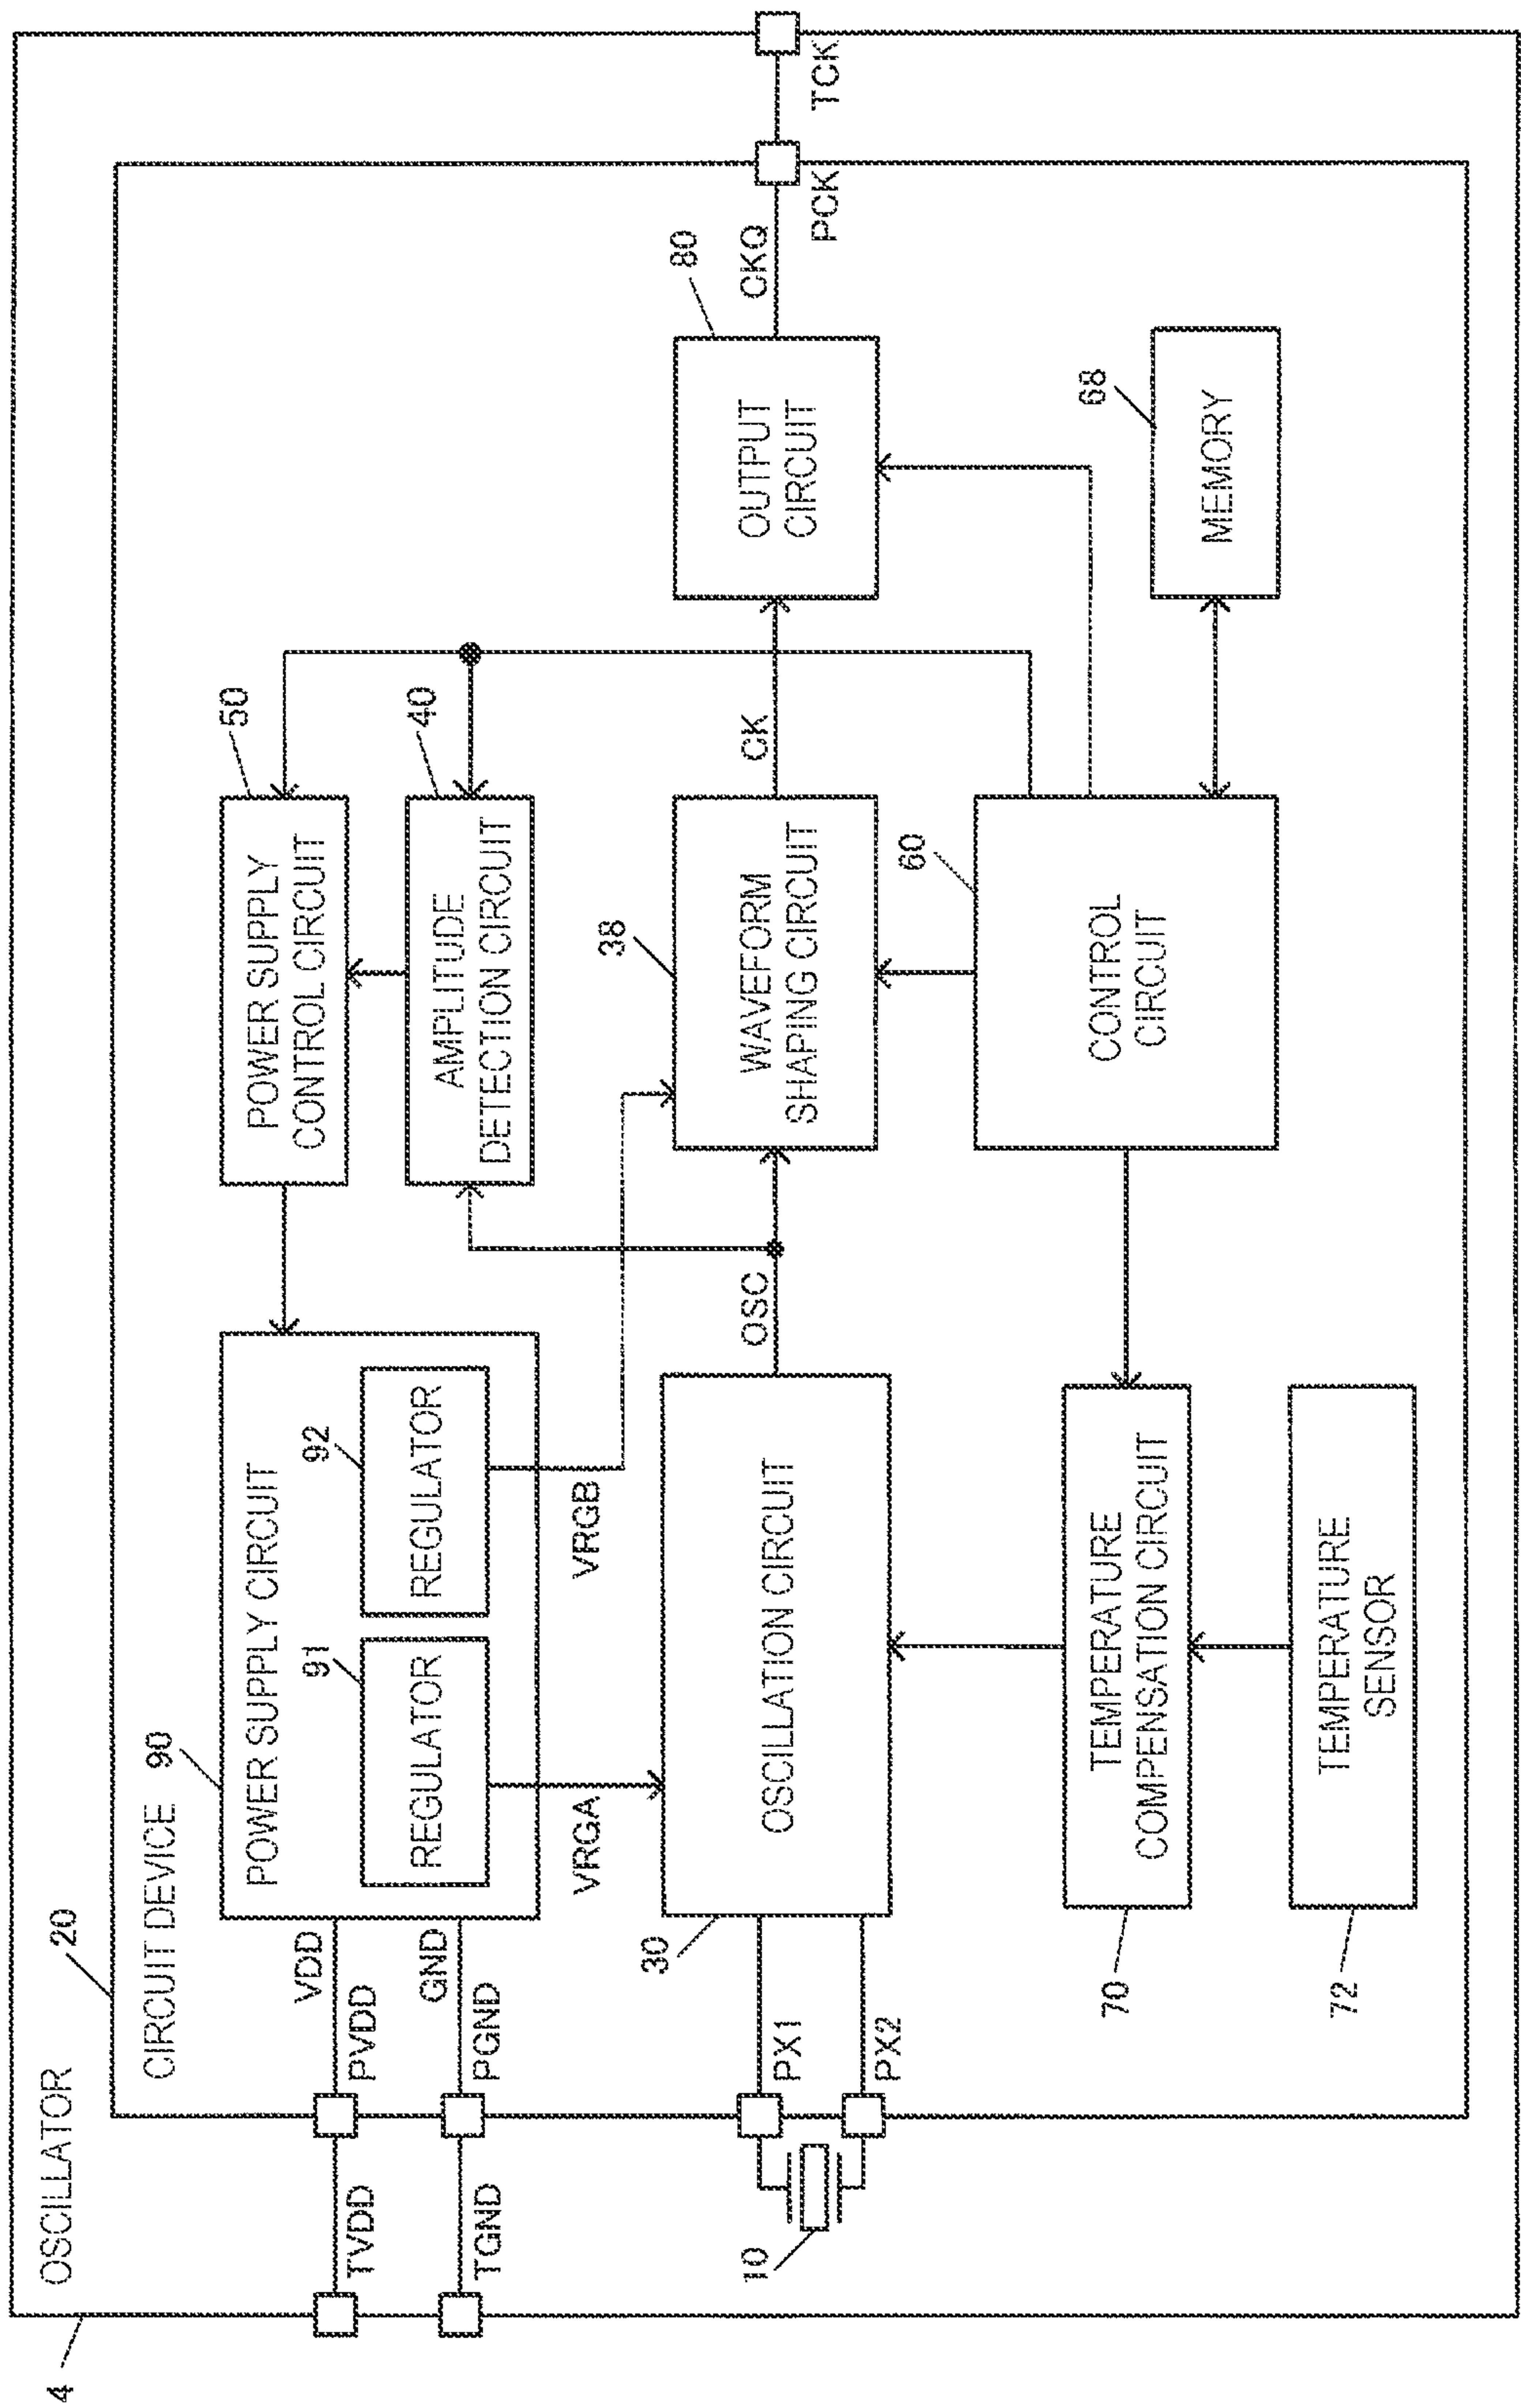 4
OSCILLATOR
20
CIRCUIT DEVICE
90
POWER SUPPLY CIRCUIT
91
REGULATOR
92
REGULATOR
50
POWER SUPPLY
CONTROL CIRCUIT
40
AMPLITUDE
DETECTION CIRCUIT
TVDD
PVDD
VDD
TGND
PGND
GND
VRGA
VRGB
10
PX1
PX2
30
OSCILLATION CIRCUIT
OSC
38
WAVEFORM
SHAPING CIRCUIT
CK
80
OUTPUT
CIRCUIT
CKQ
PCK
TCK
70
TEMPERATURE
COMPENSATION CIRCUIT
60
CONTROL
CIRCUIT
68
MEMORY
72
TEMPERATURE
SENSOR